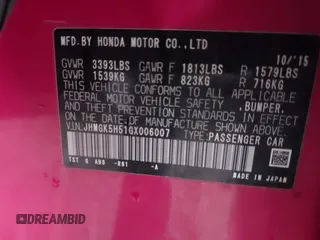 MFD.BY HONDA MOTOR CO.,LTD 10/'15
GVWR 3393LBS GAWR F 1813LBS R 1579LBS
GVWR 1539KG GAWR F 823KG R 716KG
THIS VEHICLE CONFORMS TO ALL APPLICABLE
FEDERAL MOTOR VEHICLE SAFETY, BUMPER,
AND THEFT PREVENTION STANDARDS IN EFFECT ON
THE DATE OF MANUFACTURE SHOWN ABOVE.
V.I.N:JHMGK5H51GX006007 TYPE:PASSENGER CAR
MADE IN JAPAN
DREAMBID